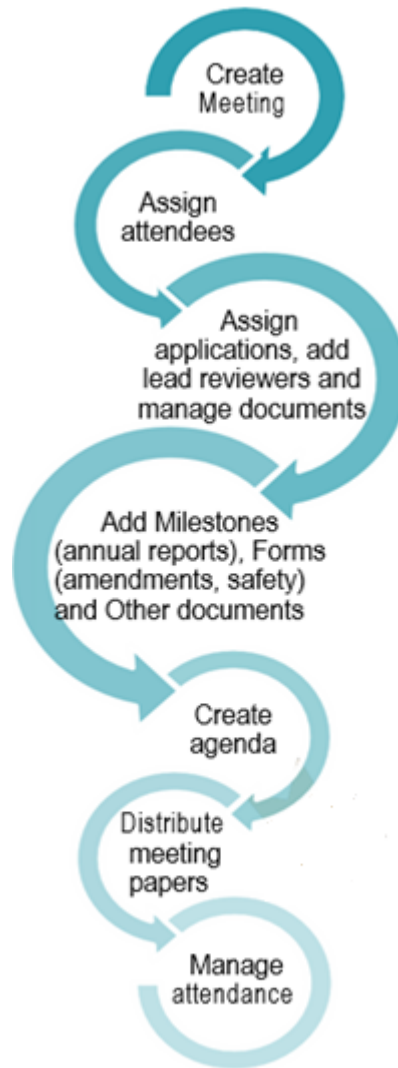 Create
Meeting
Assign
attendees
Assign
applications, add
lead reviewers and
manage documents
Add Milestones
(annual reports), Forms
(amendments, safety)
and Other documents
Create
agenda
Distribute
meeting
papers
Manage
attendance